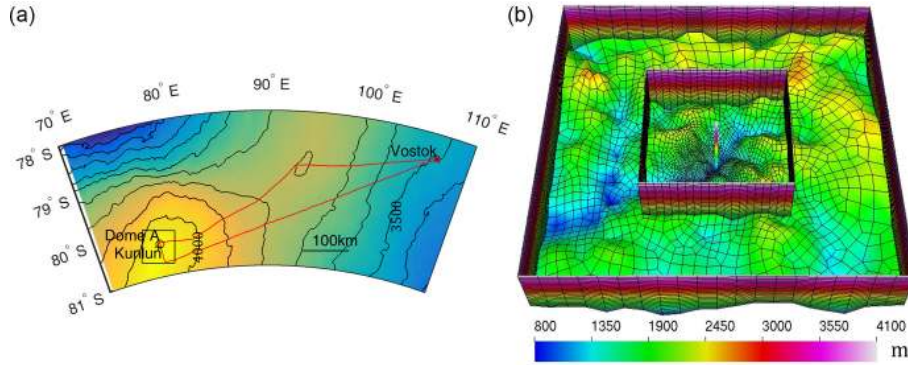 (a)
70° E
80° E
90° E
100° E
110° E
78° S
79° S
80° S
81° S
Vostok
Dome A
Kunlun
4000
3500
100km
(b)
800 1350 1900 2450 3000 3550 4100 m